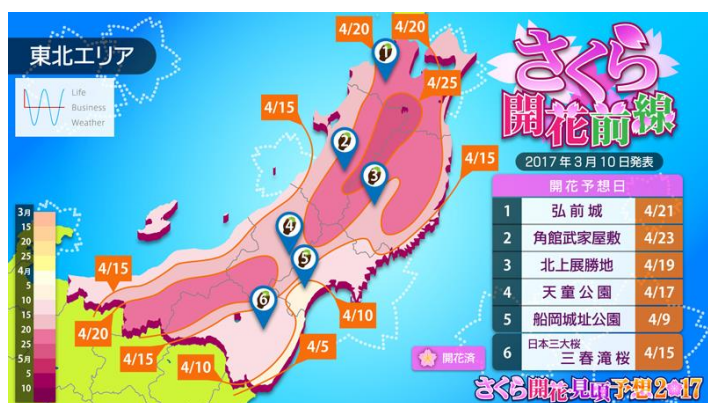 東北エリア
Life
Business
Weather
さくら
開花前線
2017年3月10日発表
開花予想日
1 弘前城 4/21
2 角館武家屋敷 4/23
3 北上展勝地 4/19
4 天童公園 4/17
5 船岡城址公園 4/9
6 日本三大桜
三春滝桜 4/15
開花済
さくら開花・見頃予想2017
4/20
4/20
4/25
4/15
4/15
1
2
3
4
5
6
4/15
4/20
4/15
4/10
4/10
4/5
3月
15
20
25
4月
5
10
15
20
25
5月
5
10